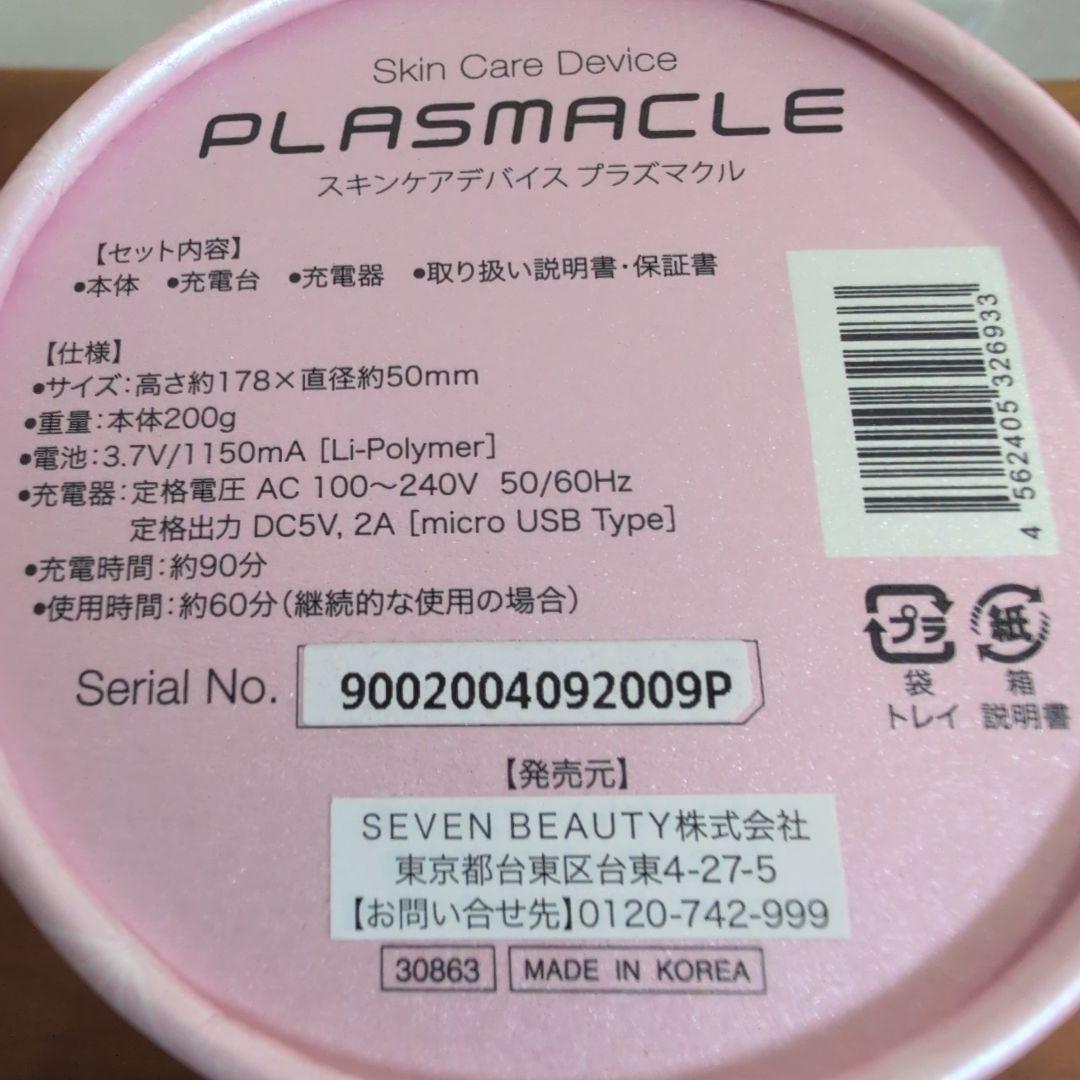 Skin Care Device
PLASMACLE
スキンケアデバイス プラズマクル
【セット内容】
●本体 ●充電台 ●充電器 ●取り扱い説明書・保証書
【仕様】
●サイズ：高さ約178×直径約50mm
●重量：本体200g
●電池：3.7V/1150mA [Li-Polymer]
●充電器：定格電圧 AC 100～240V 50/60Hz
定格出力 DC5V, 2A [micro USB Type]
●充電時間：約90分
●使用時間：約60分（継続的な使用の場合）
4 562405 326933
プラ 紙
袋 箱
トレイ 説明書
Serial No. 9002004092009P
【発売元】
SEVEN BEAUTY株式会社
東京都台東区台東4-27-5
【お問い合せ先】0120-742-999
30863 MADE IN KOREA